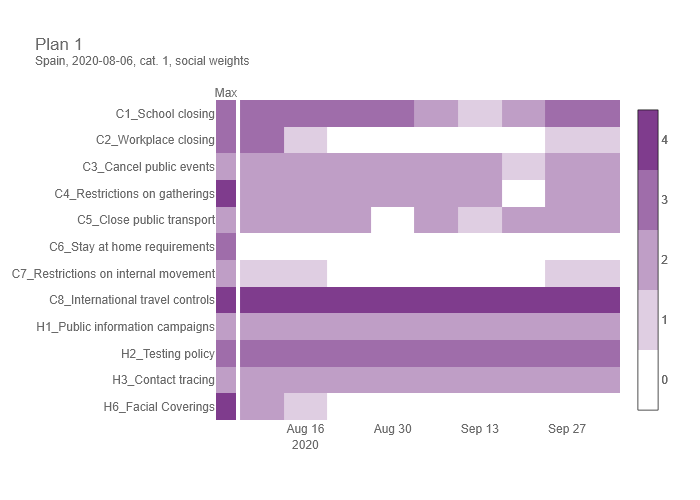 Plan 1
Spain, 2020-08-06, cat. 1, social weights
Max
C1_School closing
C2_Workplace closing
C3_Cancel public events
C4_Restrictions on gatherings
C5_Close public transport
C6_Stay at home requirements
C7_Restrictions on internal movement
C8_International travel controls
H1_Public information campaigns
H2_Testing policy
H3_Contact tracing
H6_Facial Coverings
Aug 16 Aug 30 Sep 13 Sep 27
2020
4
3
2
1
0